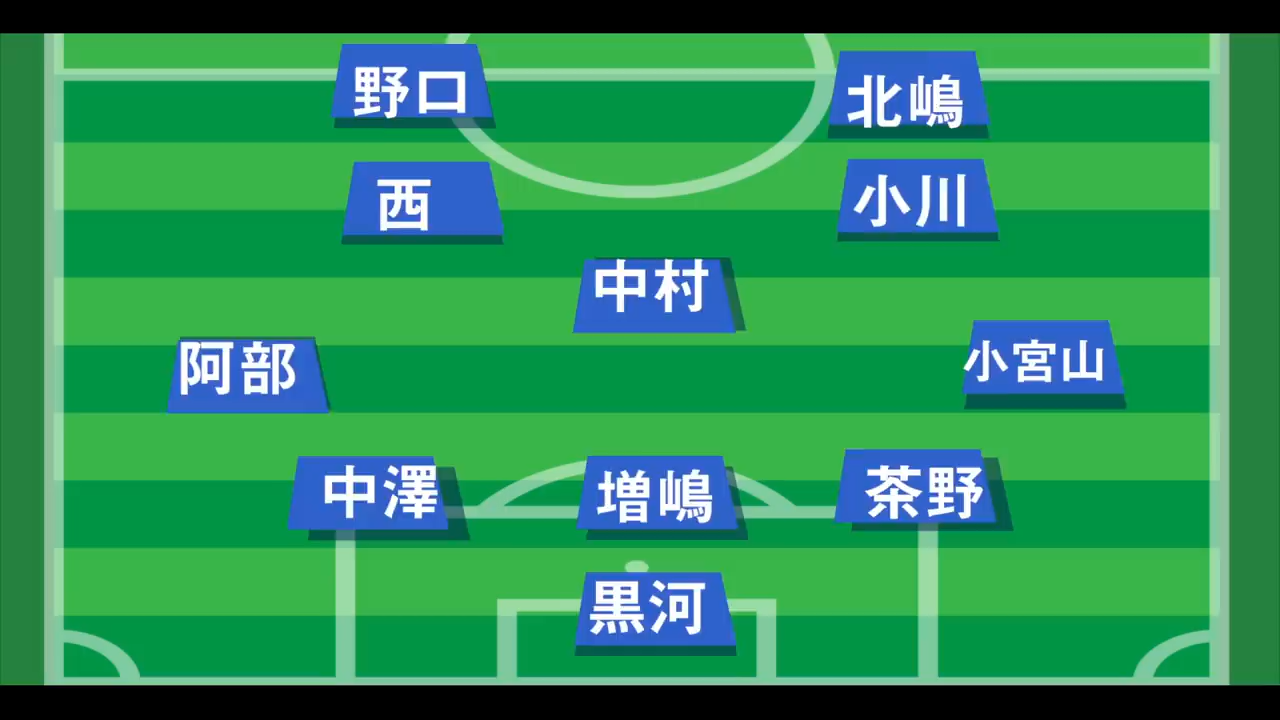 野口
北嶋
西
小川
中村
阿部
小宮山
中澤
増嶋
茶野
黒河